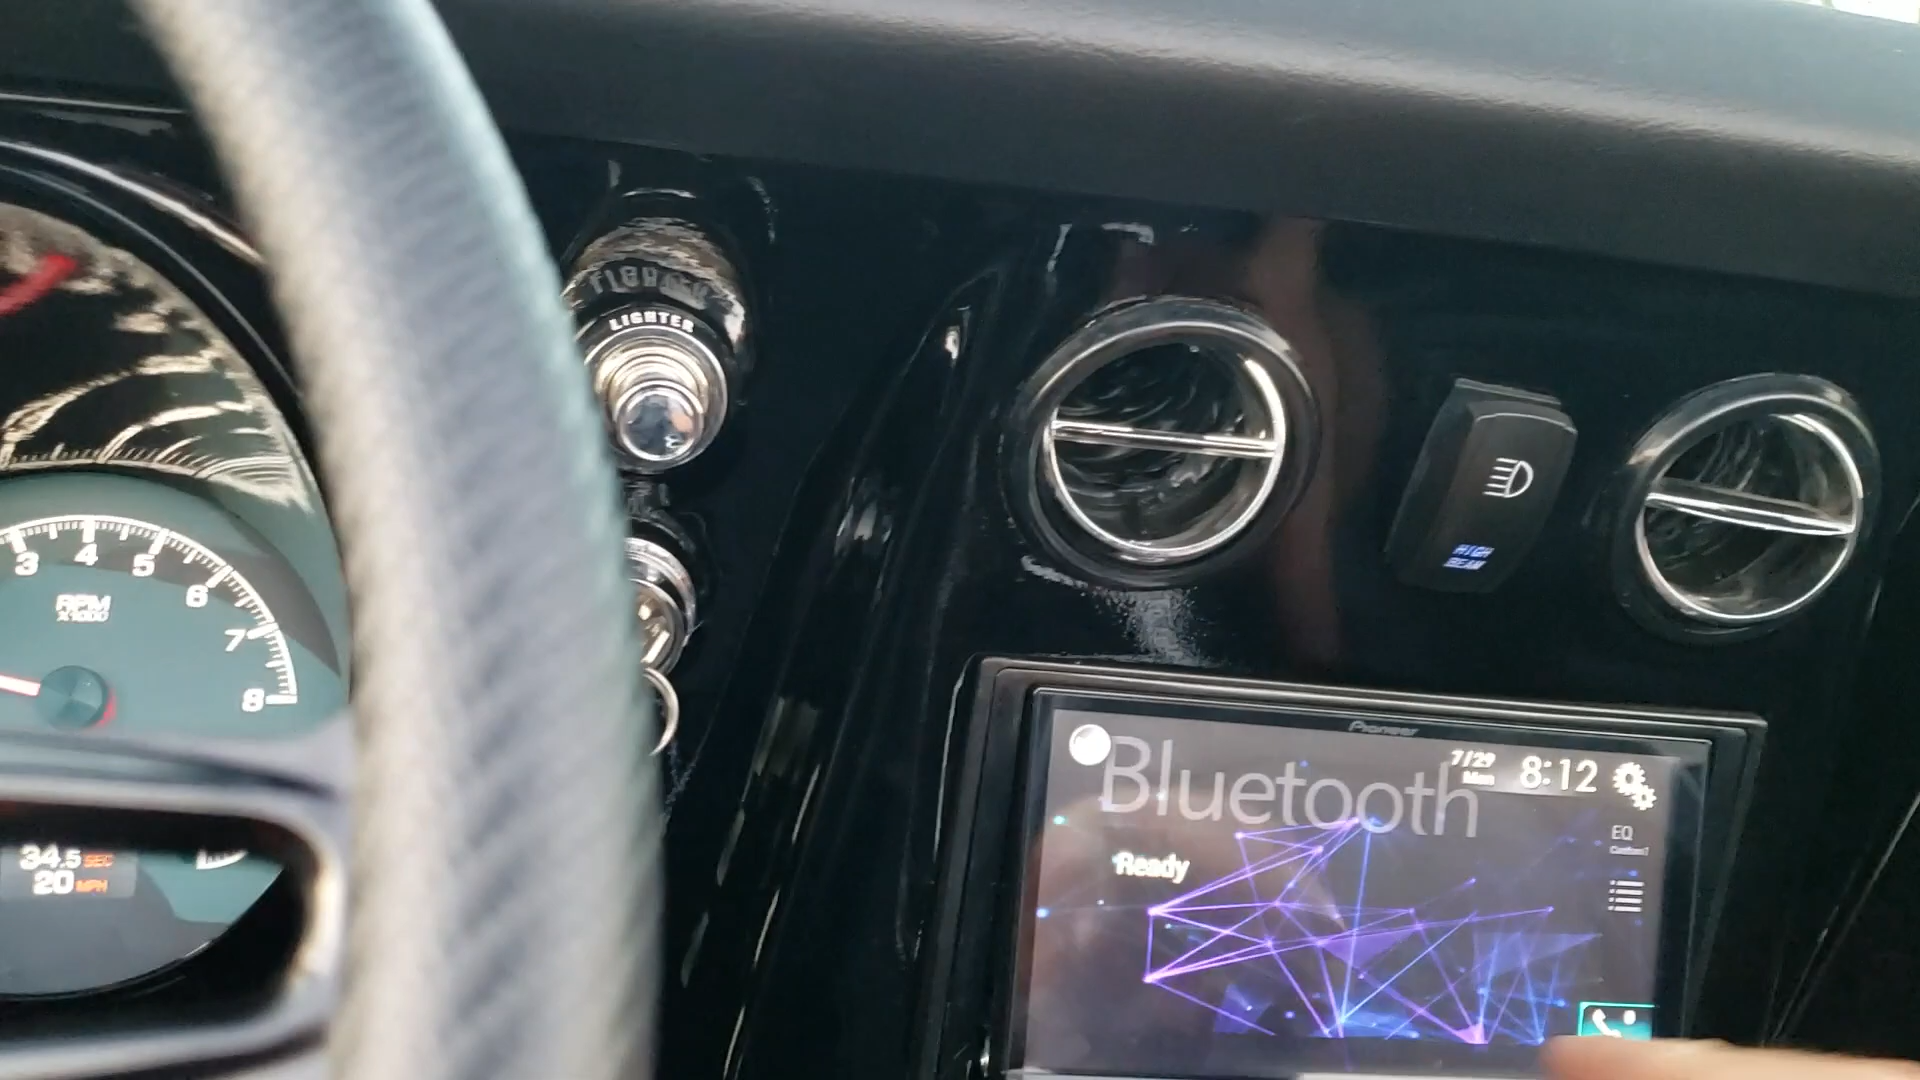 LIGHTER
3 4 5 6 7 8
RPM
X1000
34.5 SEC
20 MPH
HIGH
BEAM
Pioneer
Bluetooth
7/29
Mon
8:12
EQ
Custom1
Ready